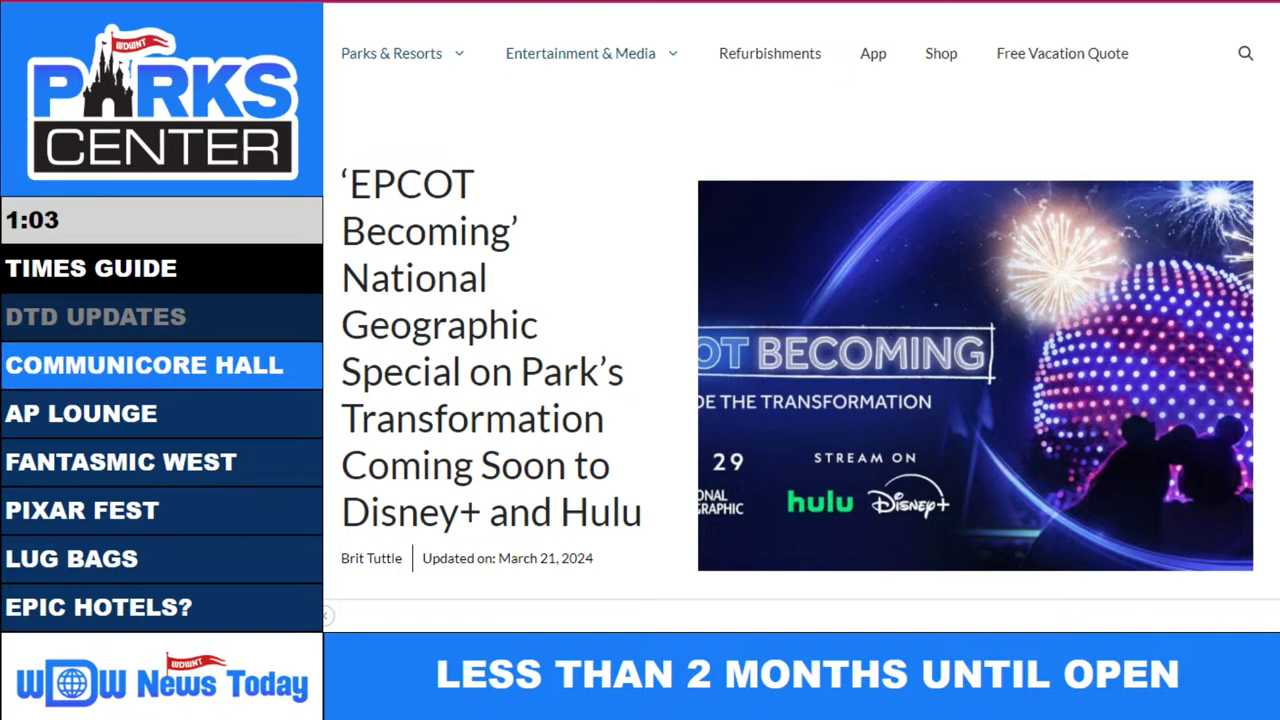 WDWNT
PARKS
CENTER
1:03
TIMES GUIDE
DTD UPDATES
COMMUNICORE HALL
AP LOUNGE
FANTASMIC WEST
PIXAR FEST
LUG BAGS
EPIC HOTELS?
WDWNT
WDW News Today
Parks & Resorts
Entertainment & Media
Refurbishments
App
Shop
Free Vacation Quote
‘EPCOT
Becoming’
National
Geographic
Special on Park’s
Transformation
Coming Soon to
Disney+ and Hulu
Brit Tuttle
Updated on: March 21, 2024
OT BECOMING
DE THE TRANSFORMATION
29
STREAM ON
ONAL
GRAPHIC
hulu
Disney+
LESS THAN 2 MONTHS UNTIL OPEN